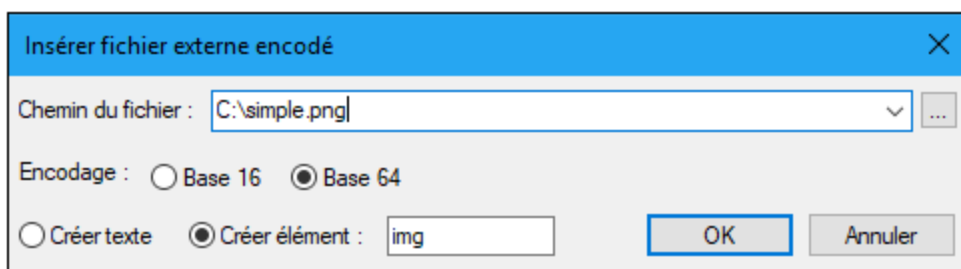 Insérer fichier externe encodé
Chemin du fichier : C:\simple.png ...
Encodage : Base 16 Base 64
Créer texte Créer élément : img OK Annuler